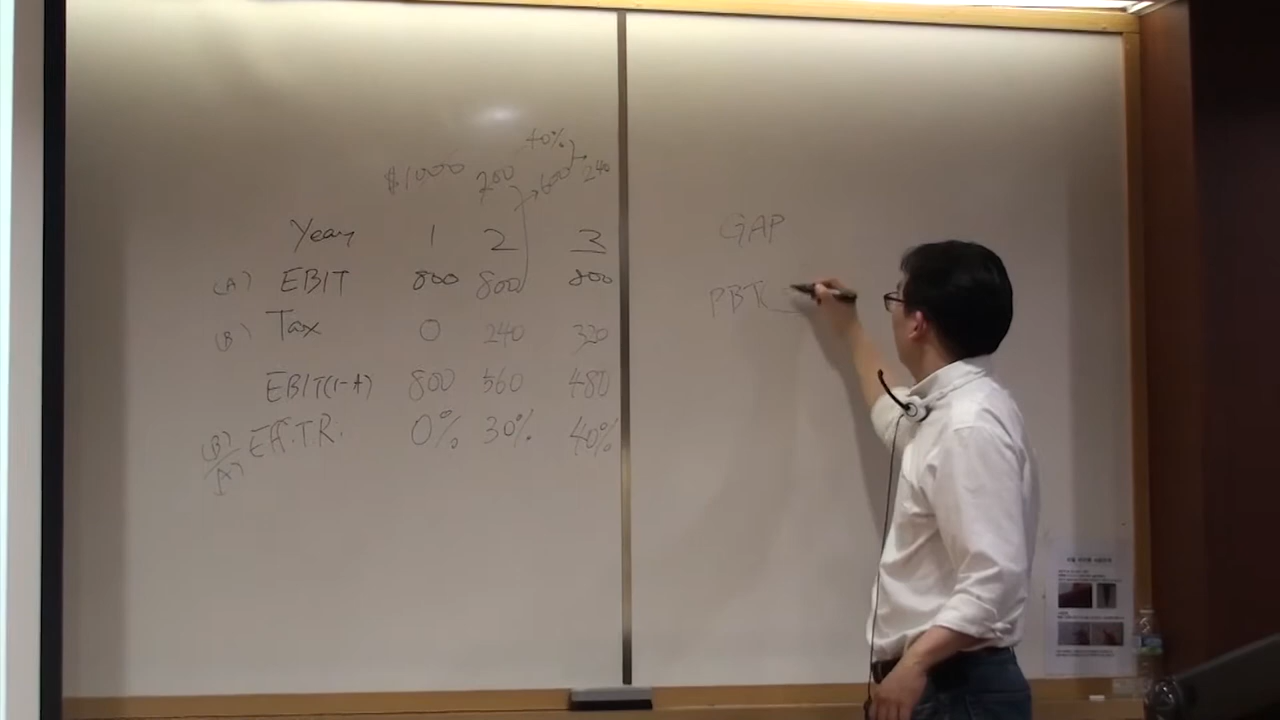 40%
$1000 200 600 240
Year 1 2 3
(A) EBIT 800 800 800
(B) Tax 0 240 320
EBIT(1-t) 800 560 480
(B)/(A) Eff.T.R. 0% 30% 40%
GAP
PBT